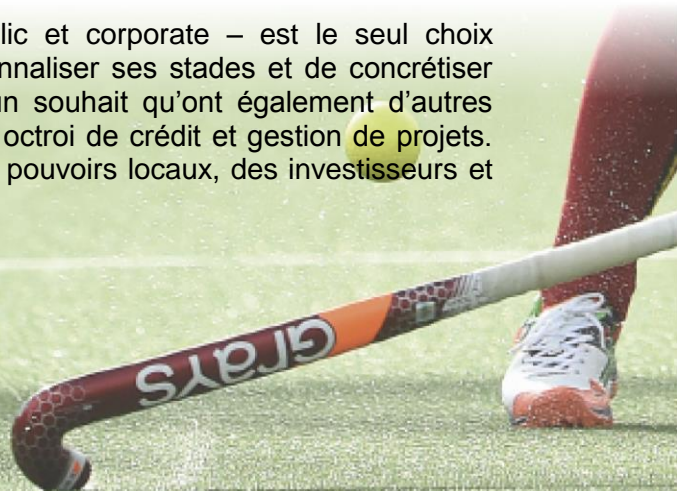 lic et corporate – est le seul choix
nnaliser ses stades et de concrétiser
un souhait qu’ont également d’autres
octroi de crédit et gestion de projets.
pouvoirs locaux, des investisseurs et
GRAYS